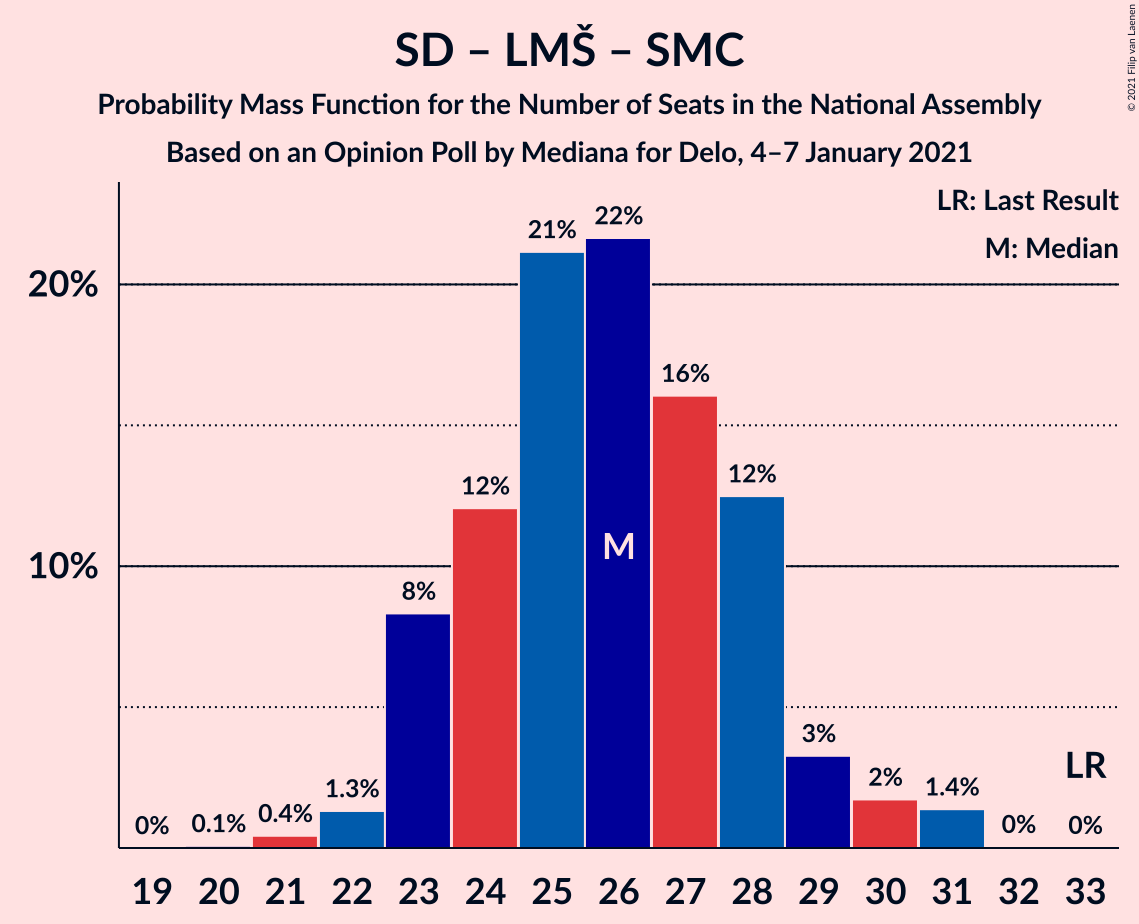 SD – LMŠ – SMC
Probability Mass Function for the Number of Seats in the National Assembly
Based on an Opinion Poll by Mediana for Delo, 4–7 January 2021
© 2021 Filip van Laenen
LR: Last Result
M: Median
20%
10%
0%
0.1%
0.4%
1.3%
8%
12%
21%
22%
16%
12%
3%
2%
1.4%
0%
0%
M
LR
19 20 21 22 23 24 25 26 27 28 29 30 31 32 33